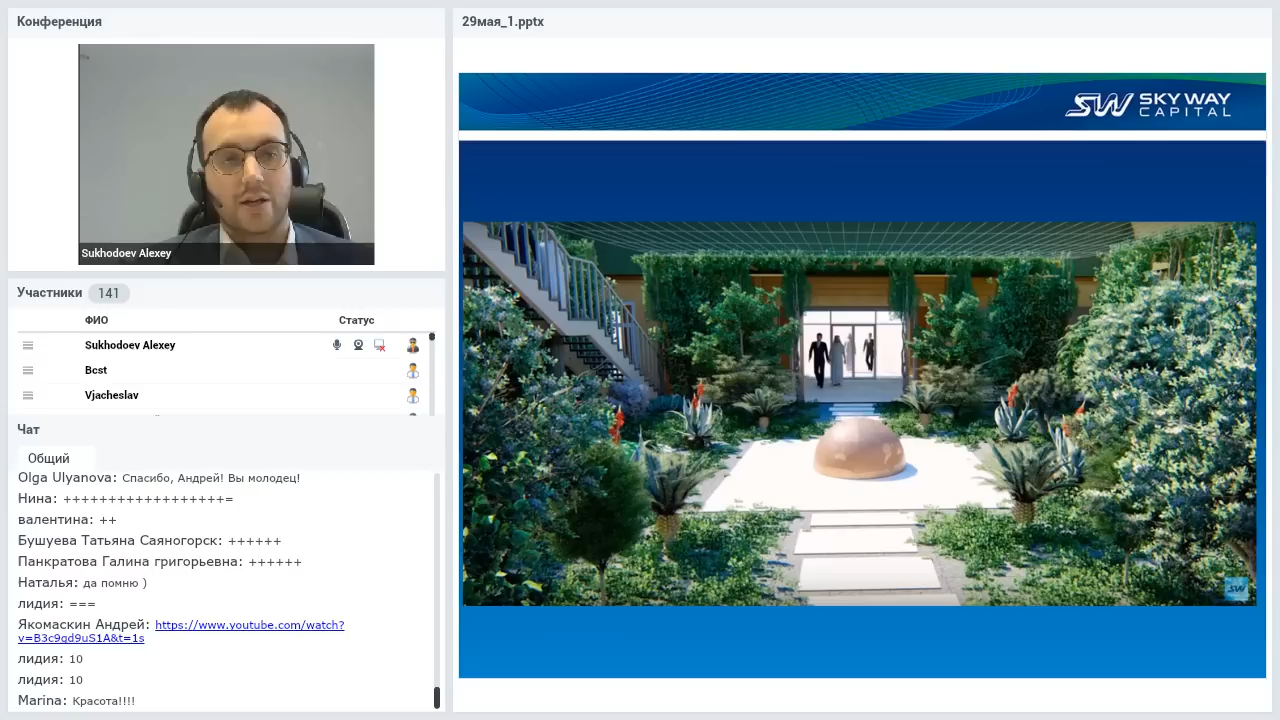 Конференция
Sukhodoev Alexey
Участники 141
ФИО Статус
Sukhodoev Alexey
Bcst
Vjacheslav
Чат
Общий
Olga Ulyanova: Спасибо, Андрей! Вы молодец!
Нина: ++++++++++++++++++=
валентина: ++
Бушуева Татьяна Саяногорск: ++++++
Панкратова Галина григорьевна: ++++++
Наталья: да помню )
лидия: ===
Якомаскин Андрей: https://www.youtube.com/watch?
v=B3c9qd9uS1A&t=1s
лидия: 10
лидия: 10
Marina: Красота!!!!
29мая_1.pptx
SW SKY WAY
CAPITAL
SW